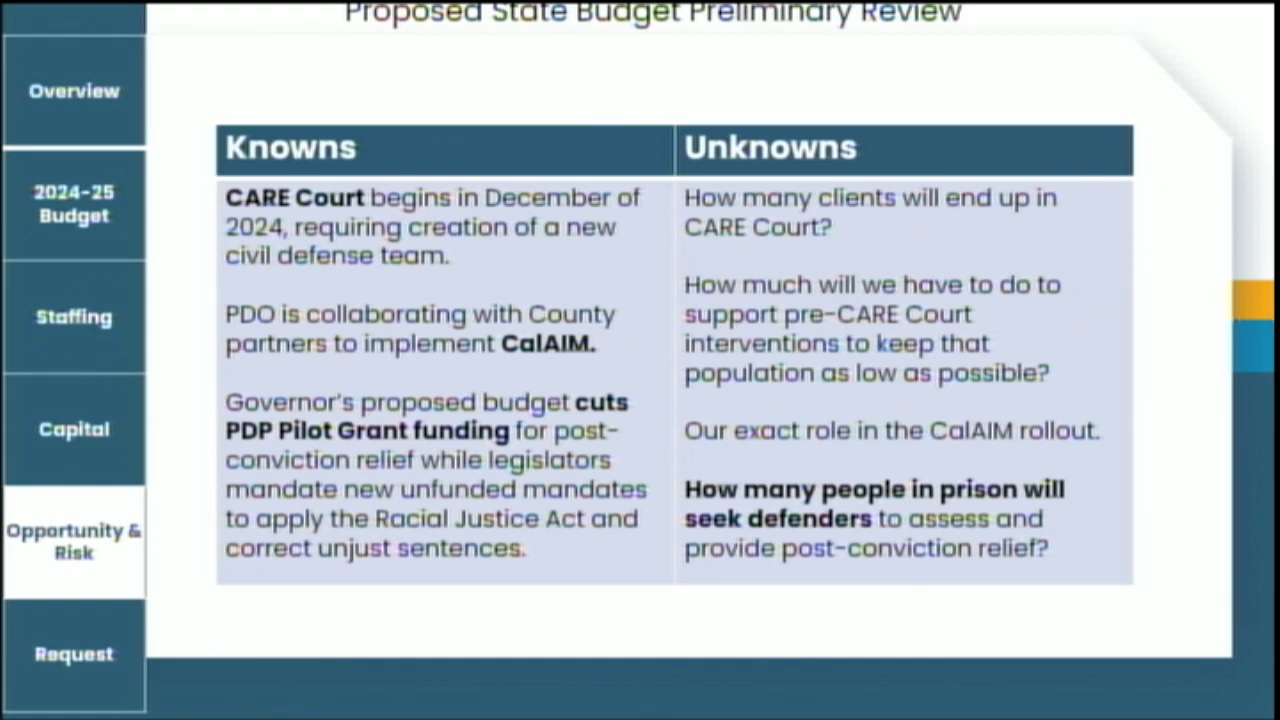 Proposed State Budget Preliminary Review
Overview
2024-25
Budget
Staffing
Capital
Opportunity &
Risk
Request
Knowns
CARE Court begins in December of
2024, requiring creation of a new
civil defense team.
PDO is collaborating with County
partners to implement CalAIM.
Governor's proposed budget cuts
PDP Pilot Grant funding for post-
conviction relief while legislators
mandate new unfunded mandates
to apply the Racial Justice Act and
correct unjust sentences.
Unknowns
How many clients will end up in
CARE Court?
How much will we have to do to
support pre-CARE Court
interventions to keep that
population as low as possible?
Our exact role in the CalAIM rollout.
How many people in prison will
seek defenders to assess and
provide post-conviction relief?